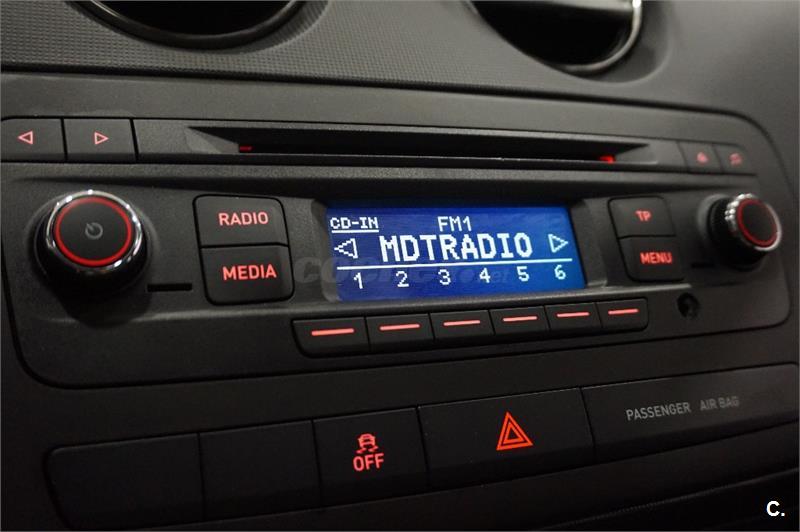 CD-IN FM1
RADIO MDTRADIO TP
MEDIA 1 2 3 4 5 6 MENU
PASSENGER AIR BAG
OFF
C.